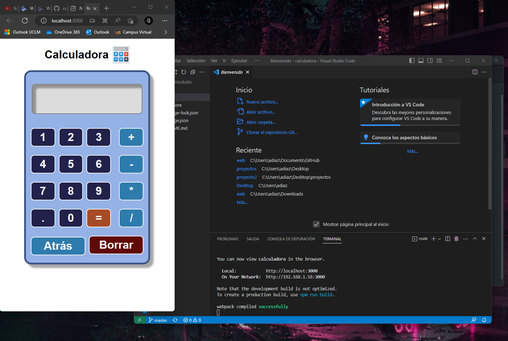 localhost:3000
Outlook UCLM
OneDrive 365
Outlook
Campus Virtual
Calculadora
1 2 3 +
4 5 6 -
7 8 9 *
. 0 = /
Atrás Borrar
Selección Ver Ejecutar Terminal
Bienvenido - calculadora - Visual Studio Code
Bienvenido
Inicio
Nuevo archivo...
Abrir archivo...
Abrir carpeta...
Clonar el repositorio Git...
Reciente
web C:\Users\adiaz\Documents\GitHub
proyectos C:\Users\adiaz\Desktop
proyecto2 C:\Users\adiaz\Desktop\proyectos
Desktop C:\Users\adiaz
web C:\Users\adiaz\Downloads
Más...
Tutoriales
Introducción a VS Code
Descubra las mejores personalizaciones
para configurar VS Code a su manera.
Conozca los aspectos básicos
Más...
Mostrar página principal al inicio
PROBLEMAS SALIDA CONSOLA DE DEPURACIÓN TERMINAL
node
You can now view calculadora in the browser.
Local: http://localhost:3000
On Your Network: http://192.168.1.56:3000
Note that the development build is not optimized.
To create a production build, use npm run build.
webpack compiled successfully
master
0 0